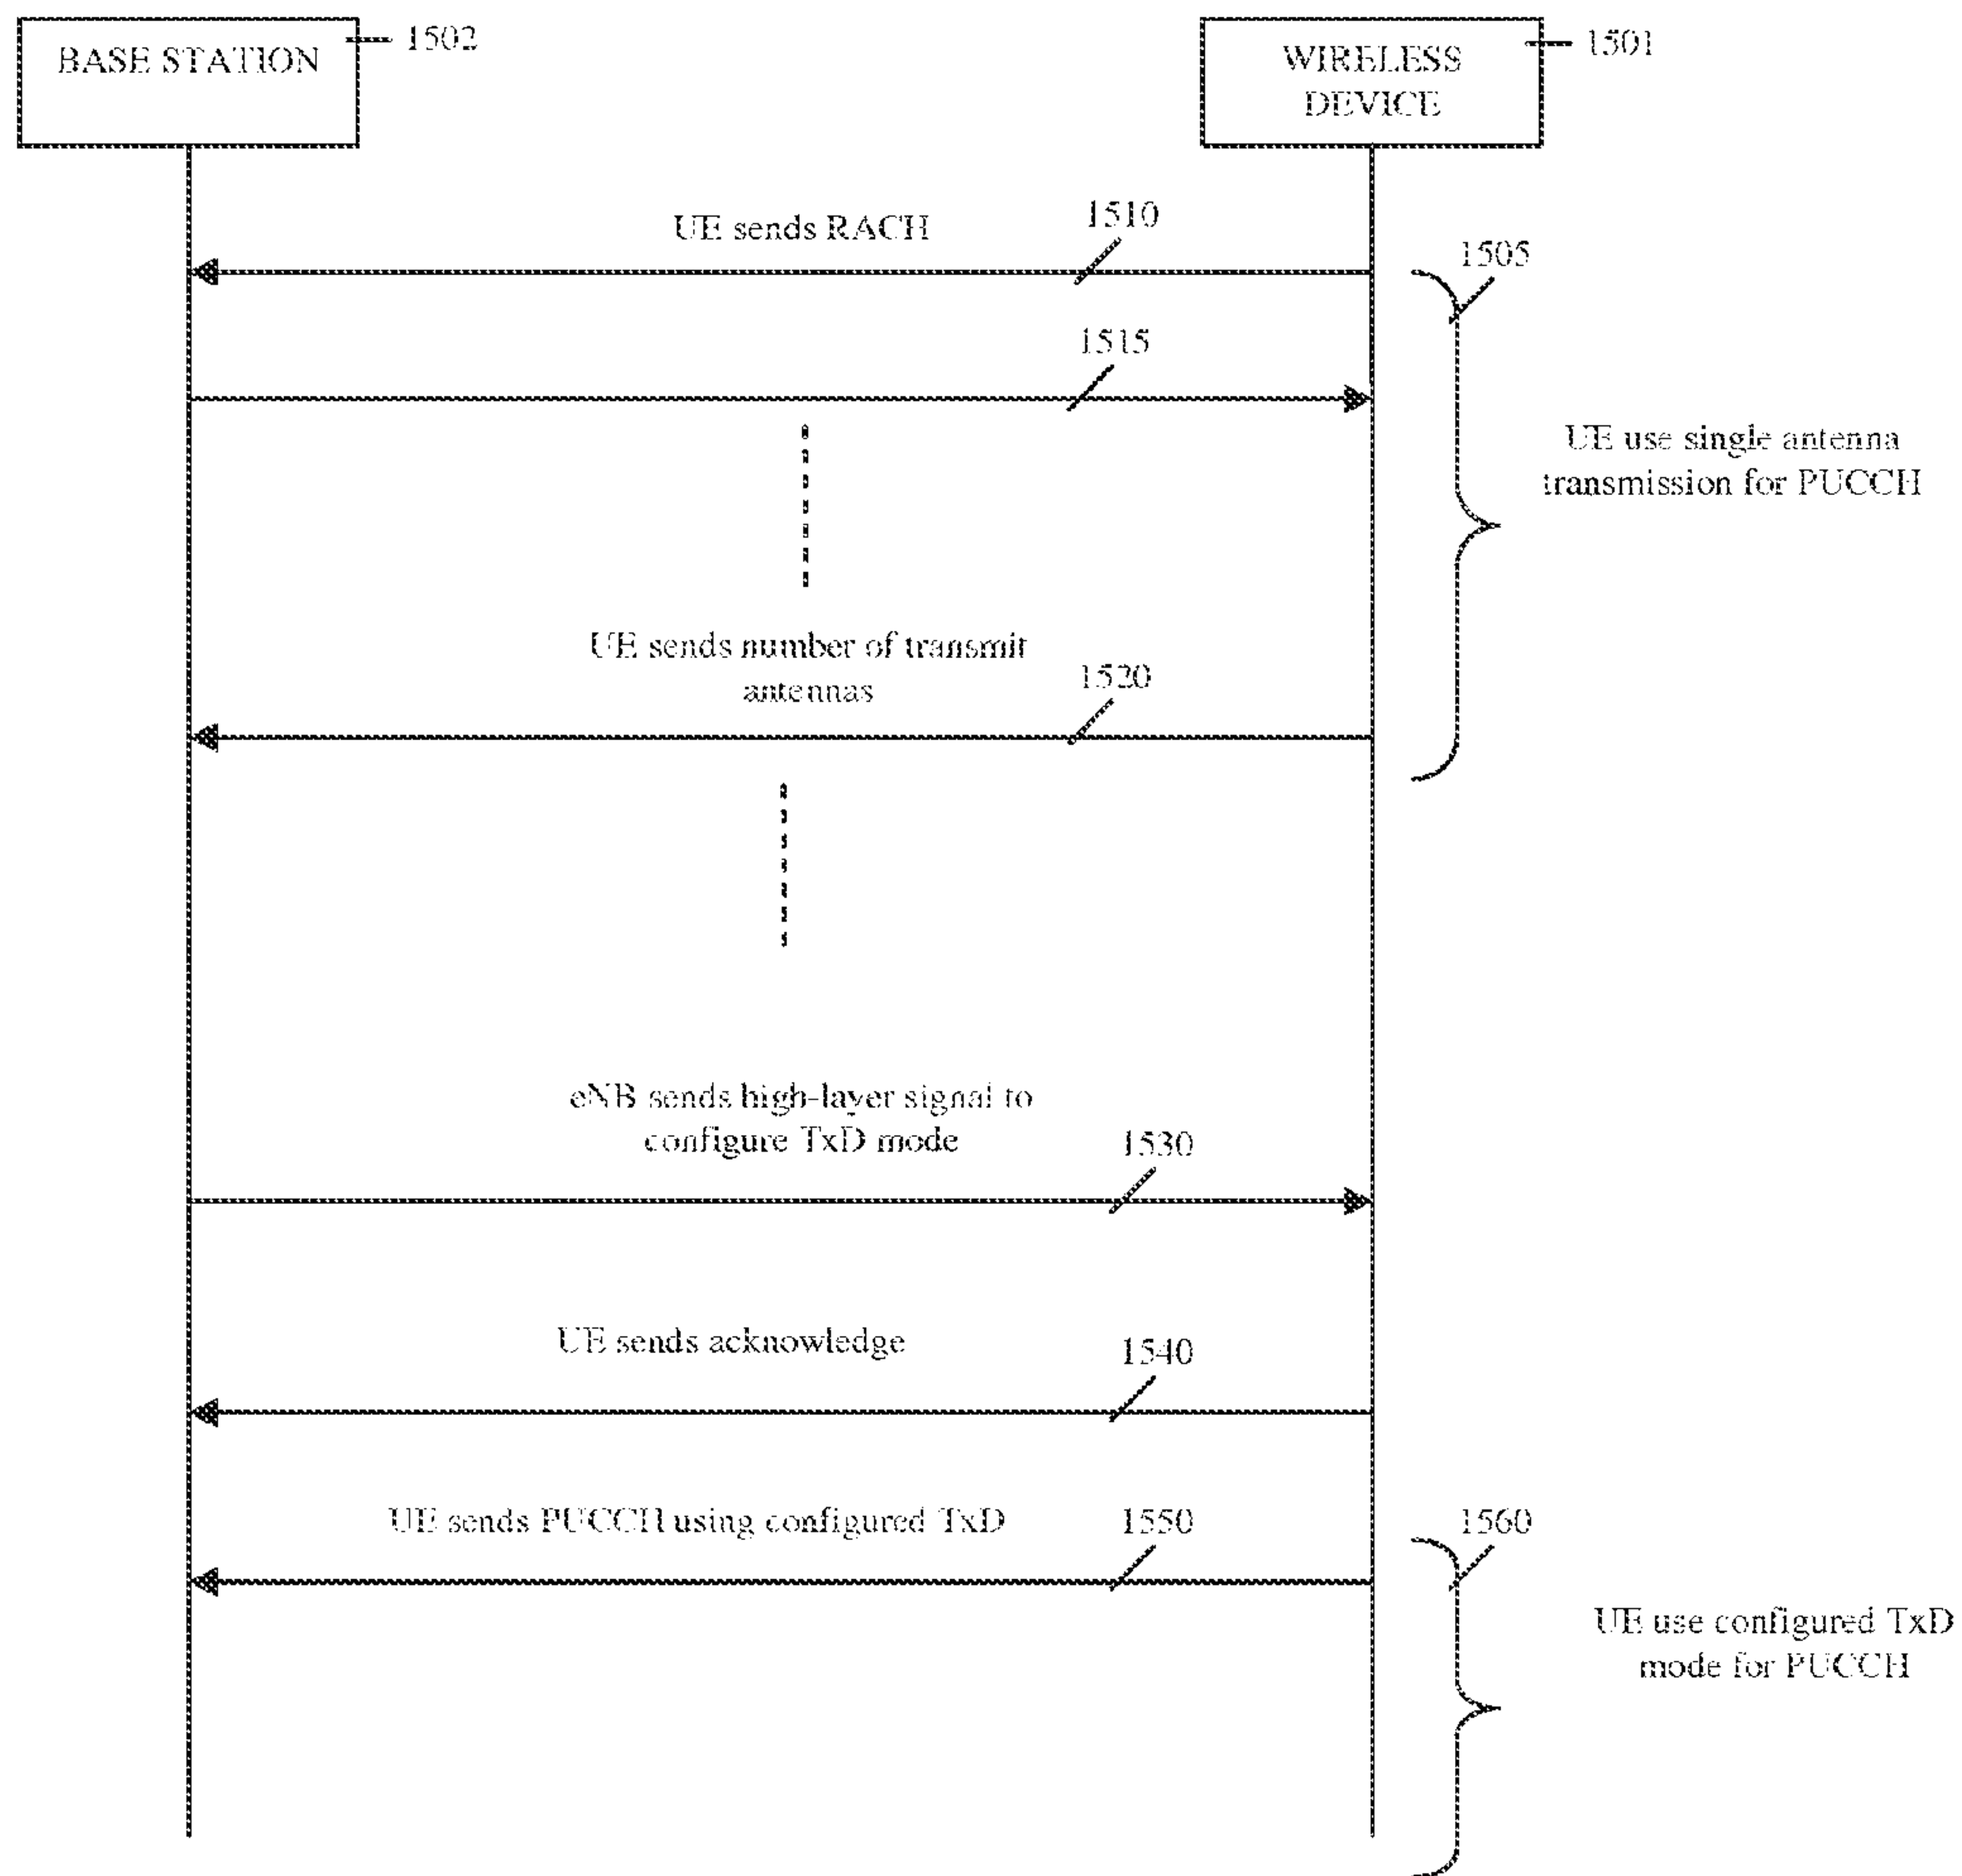 BASE STATION
1502
WIRELESS
DEVICE
1501
UE sends RACH
1510
1505
1515
UE use single antenna
transmission for PUCCH
UE sends number of transmit
antennas
1520
eNB sends high-layer signal to
configure TxD mode
1530
UE sends acknowledge
1540
UE sends PUCCH using configured TxD
1550
1560
UE use configured TxD
mode for PUCCH